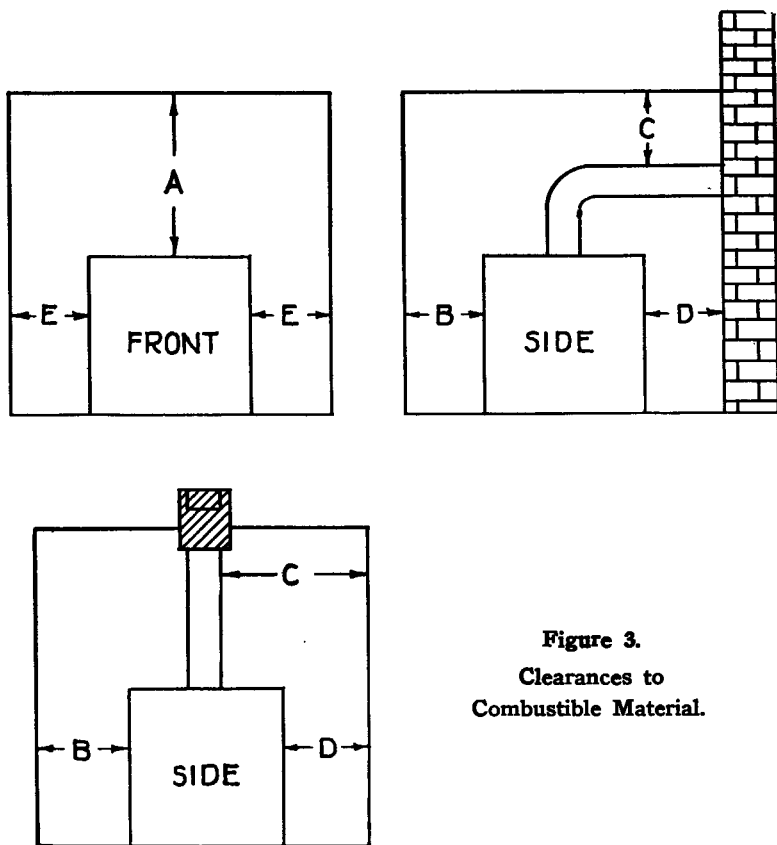 A
E
E
FRONT
C
B
D
SIDE
C
B
D
SIDE
Figure 3.
Clearances to
Combustible Material.